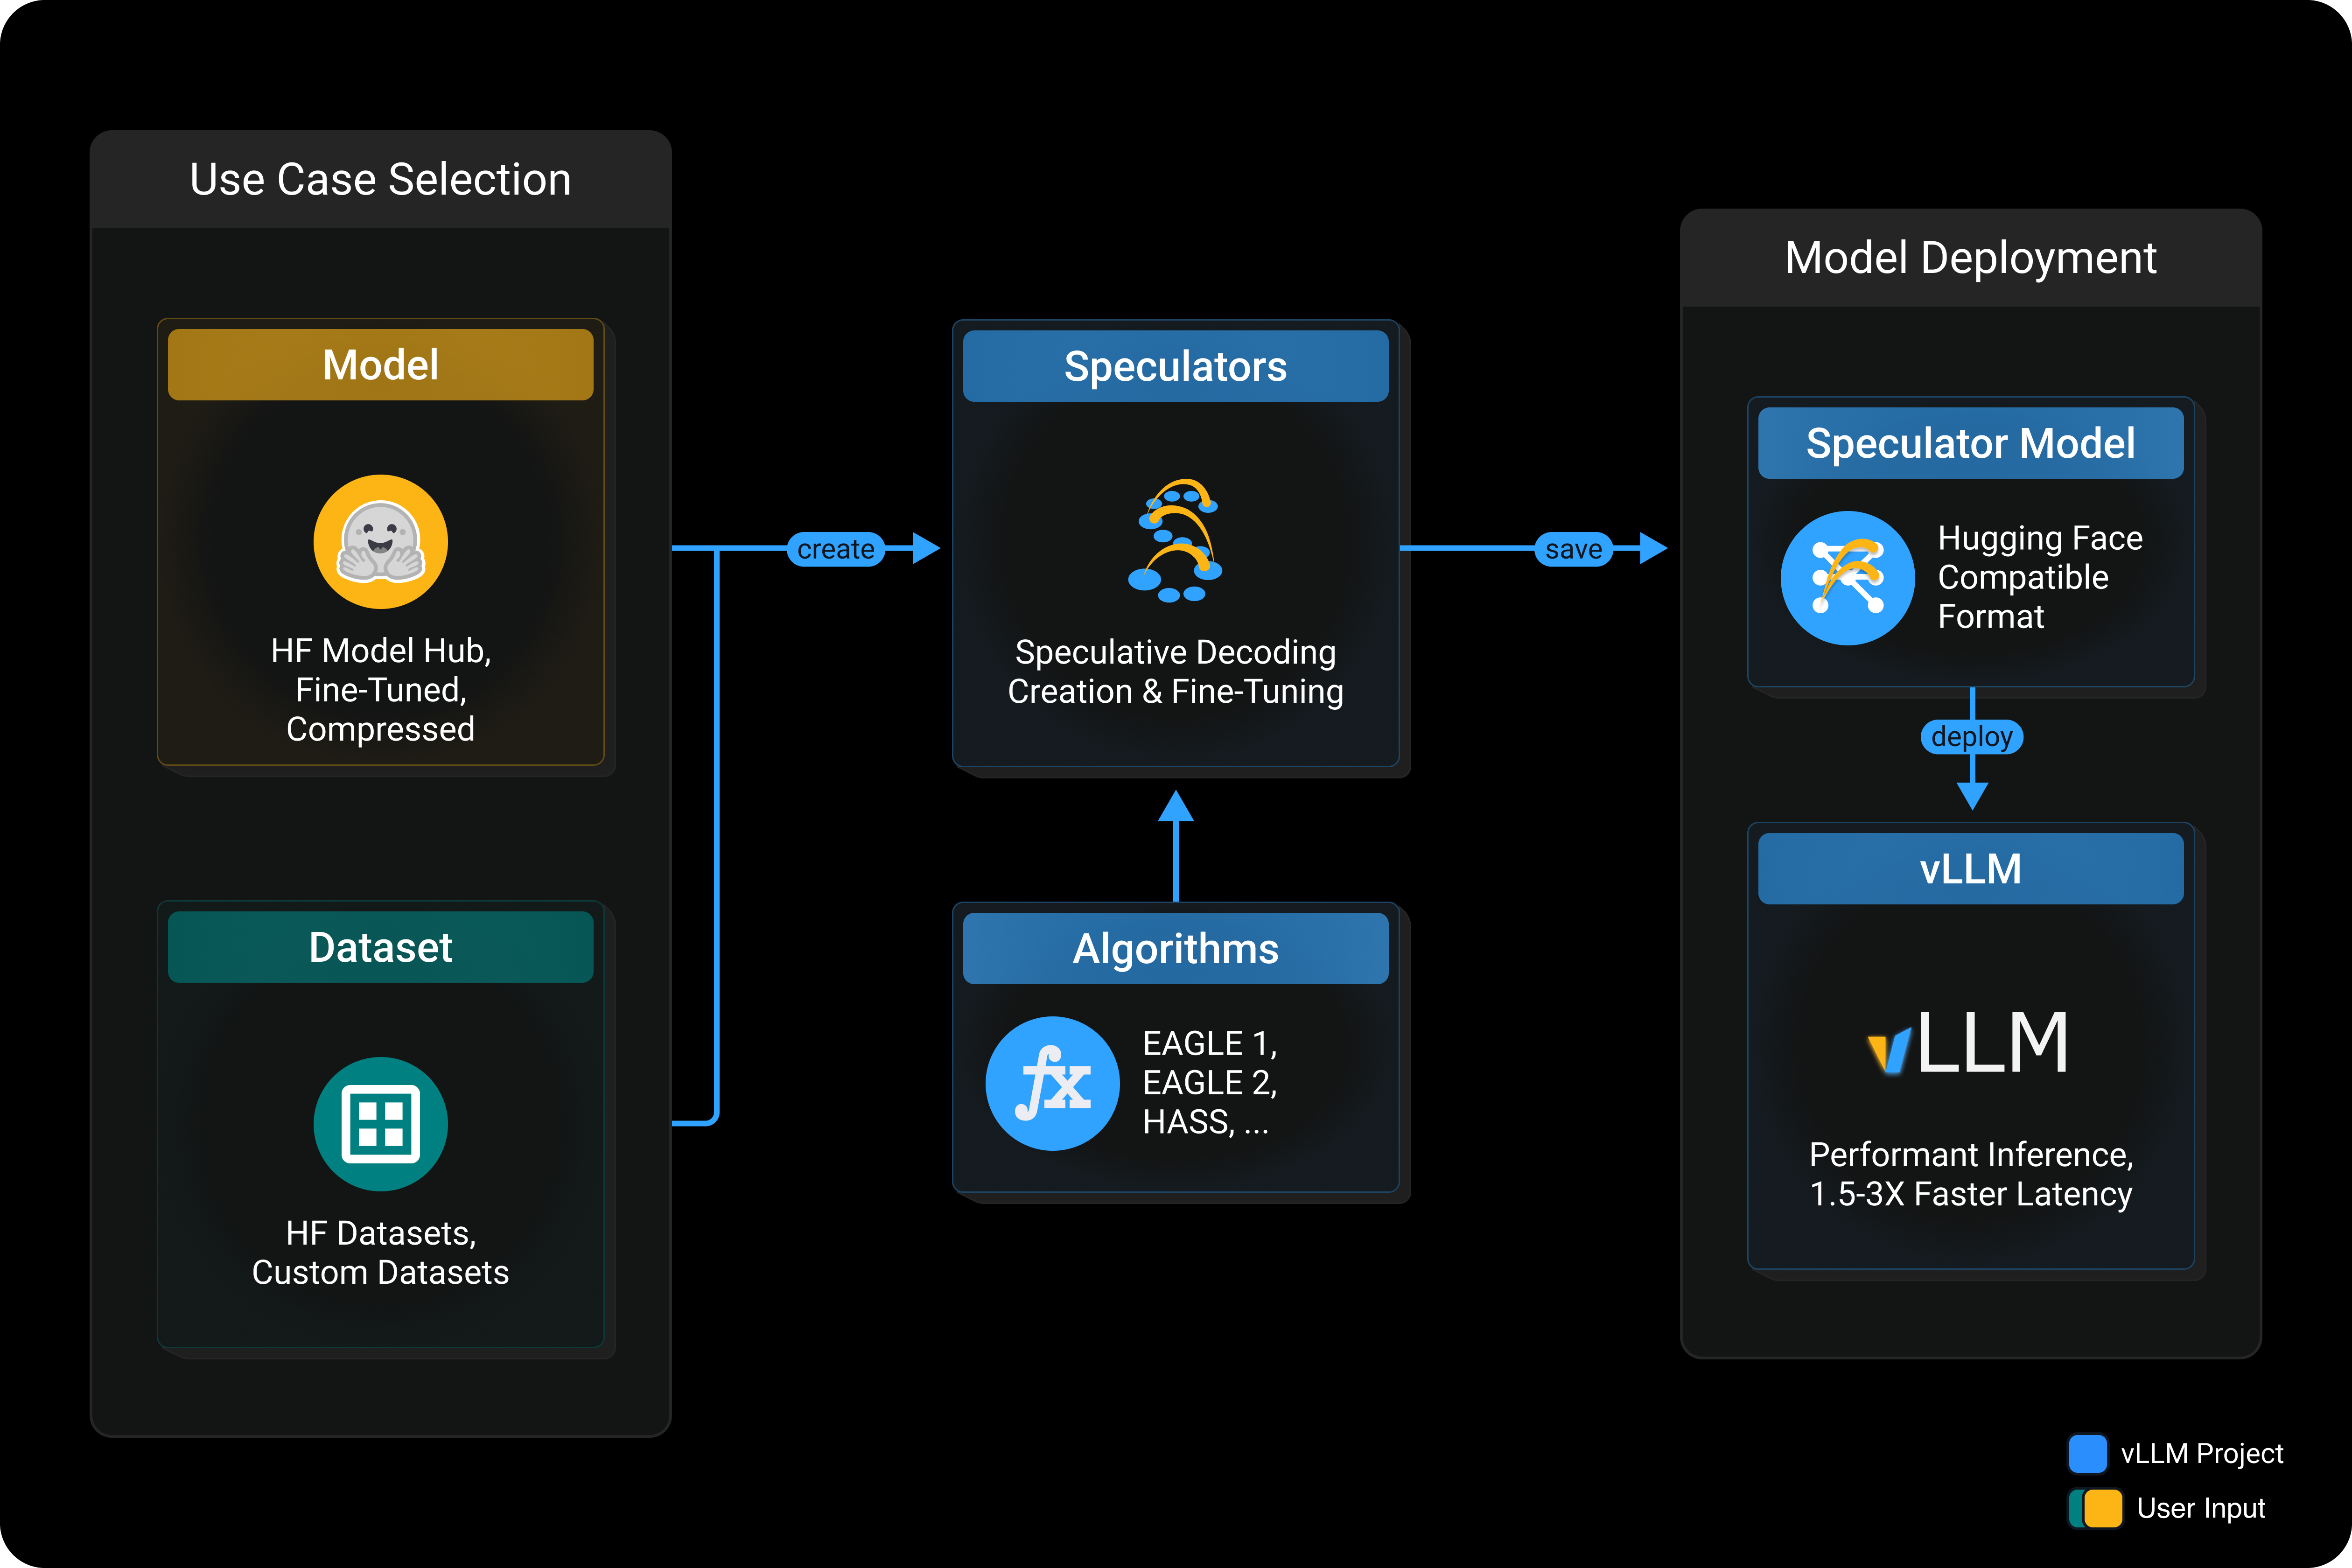 Use Case Selection
Model
HF Model Hub,
Fine-Tuned,
Compressed
Dataset
HF Datasets,
Custom Datasets
create
Speculators
Speculative Decoding
Creation & Fine-Tuning
Algorithms
fx
EAGLE 1,
EAGLE 2,
HASS, ...
save
Model Deployment
Speculator Model
Hugging Face
Compatible
Format
deploy
vLLM
vLLM
Performant Inference,
1.5-3X Faster Latency
vLLM Project
User Input